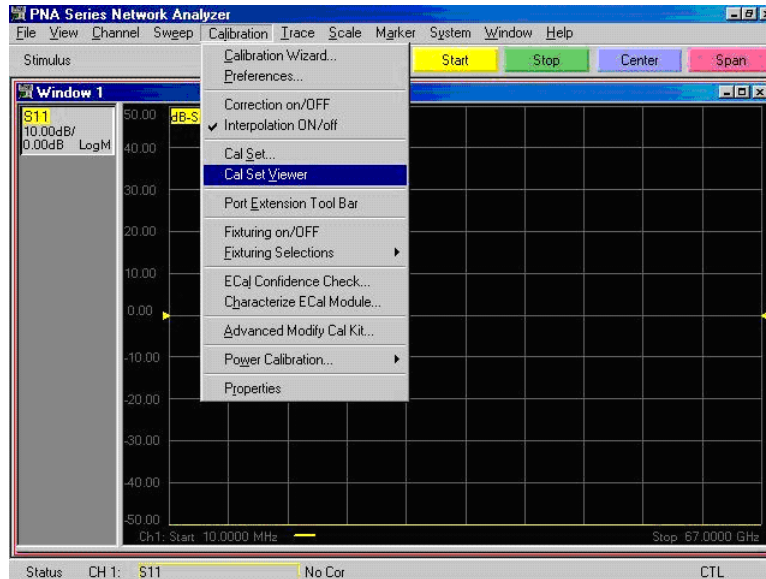 PNA Series Network Analyzer
File View Channel Sweep Calibration Trace Scale Marker System Window Help
Stimulus Start Stop Center Span
Calibration Wizard...
Preferences...
Correction on/OFF
Interpolation ON/off
Cal Set...
Cal Set Viewer
Port Extension Tool Bar
Fixturing on/OFF
Fixturing Selections
ECal Confidence Check...
Characterize ECal Module...
Advanced Modify Cal Kit...
Power Calibration...
Properties
Window 1
S11
10.00dB/
0.00dB LogM
50.00 dB-S
40.00
30.00
20.00
10.00
0.00
-10.00
-20.00
-30.00
-40.00
-50.00
Ch1: Start 10.0000 MHz Stop 67.0000 GHz
Status CH 1: S11 No Cor CTL